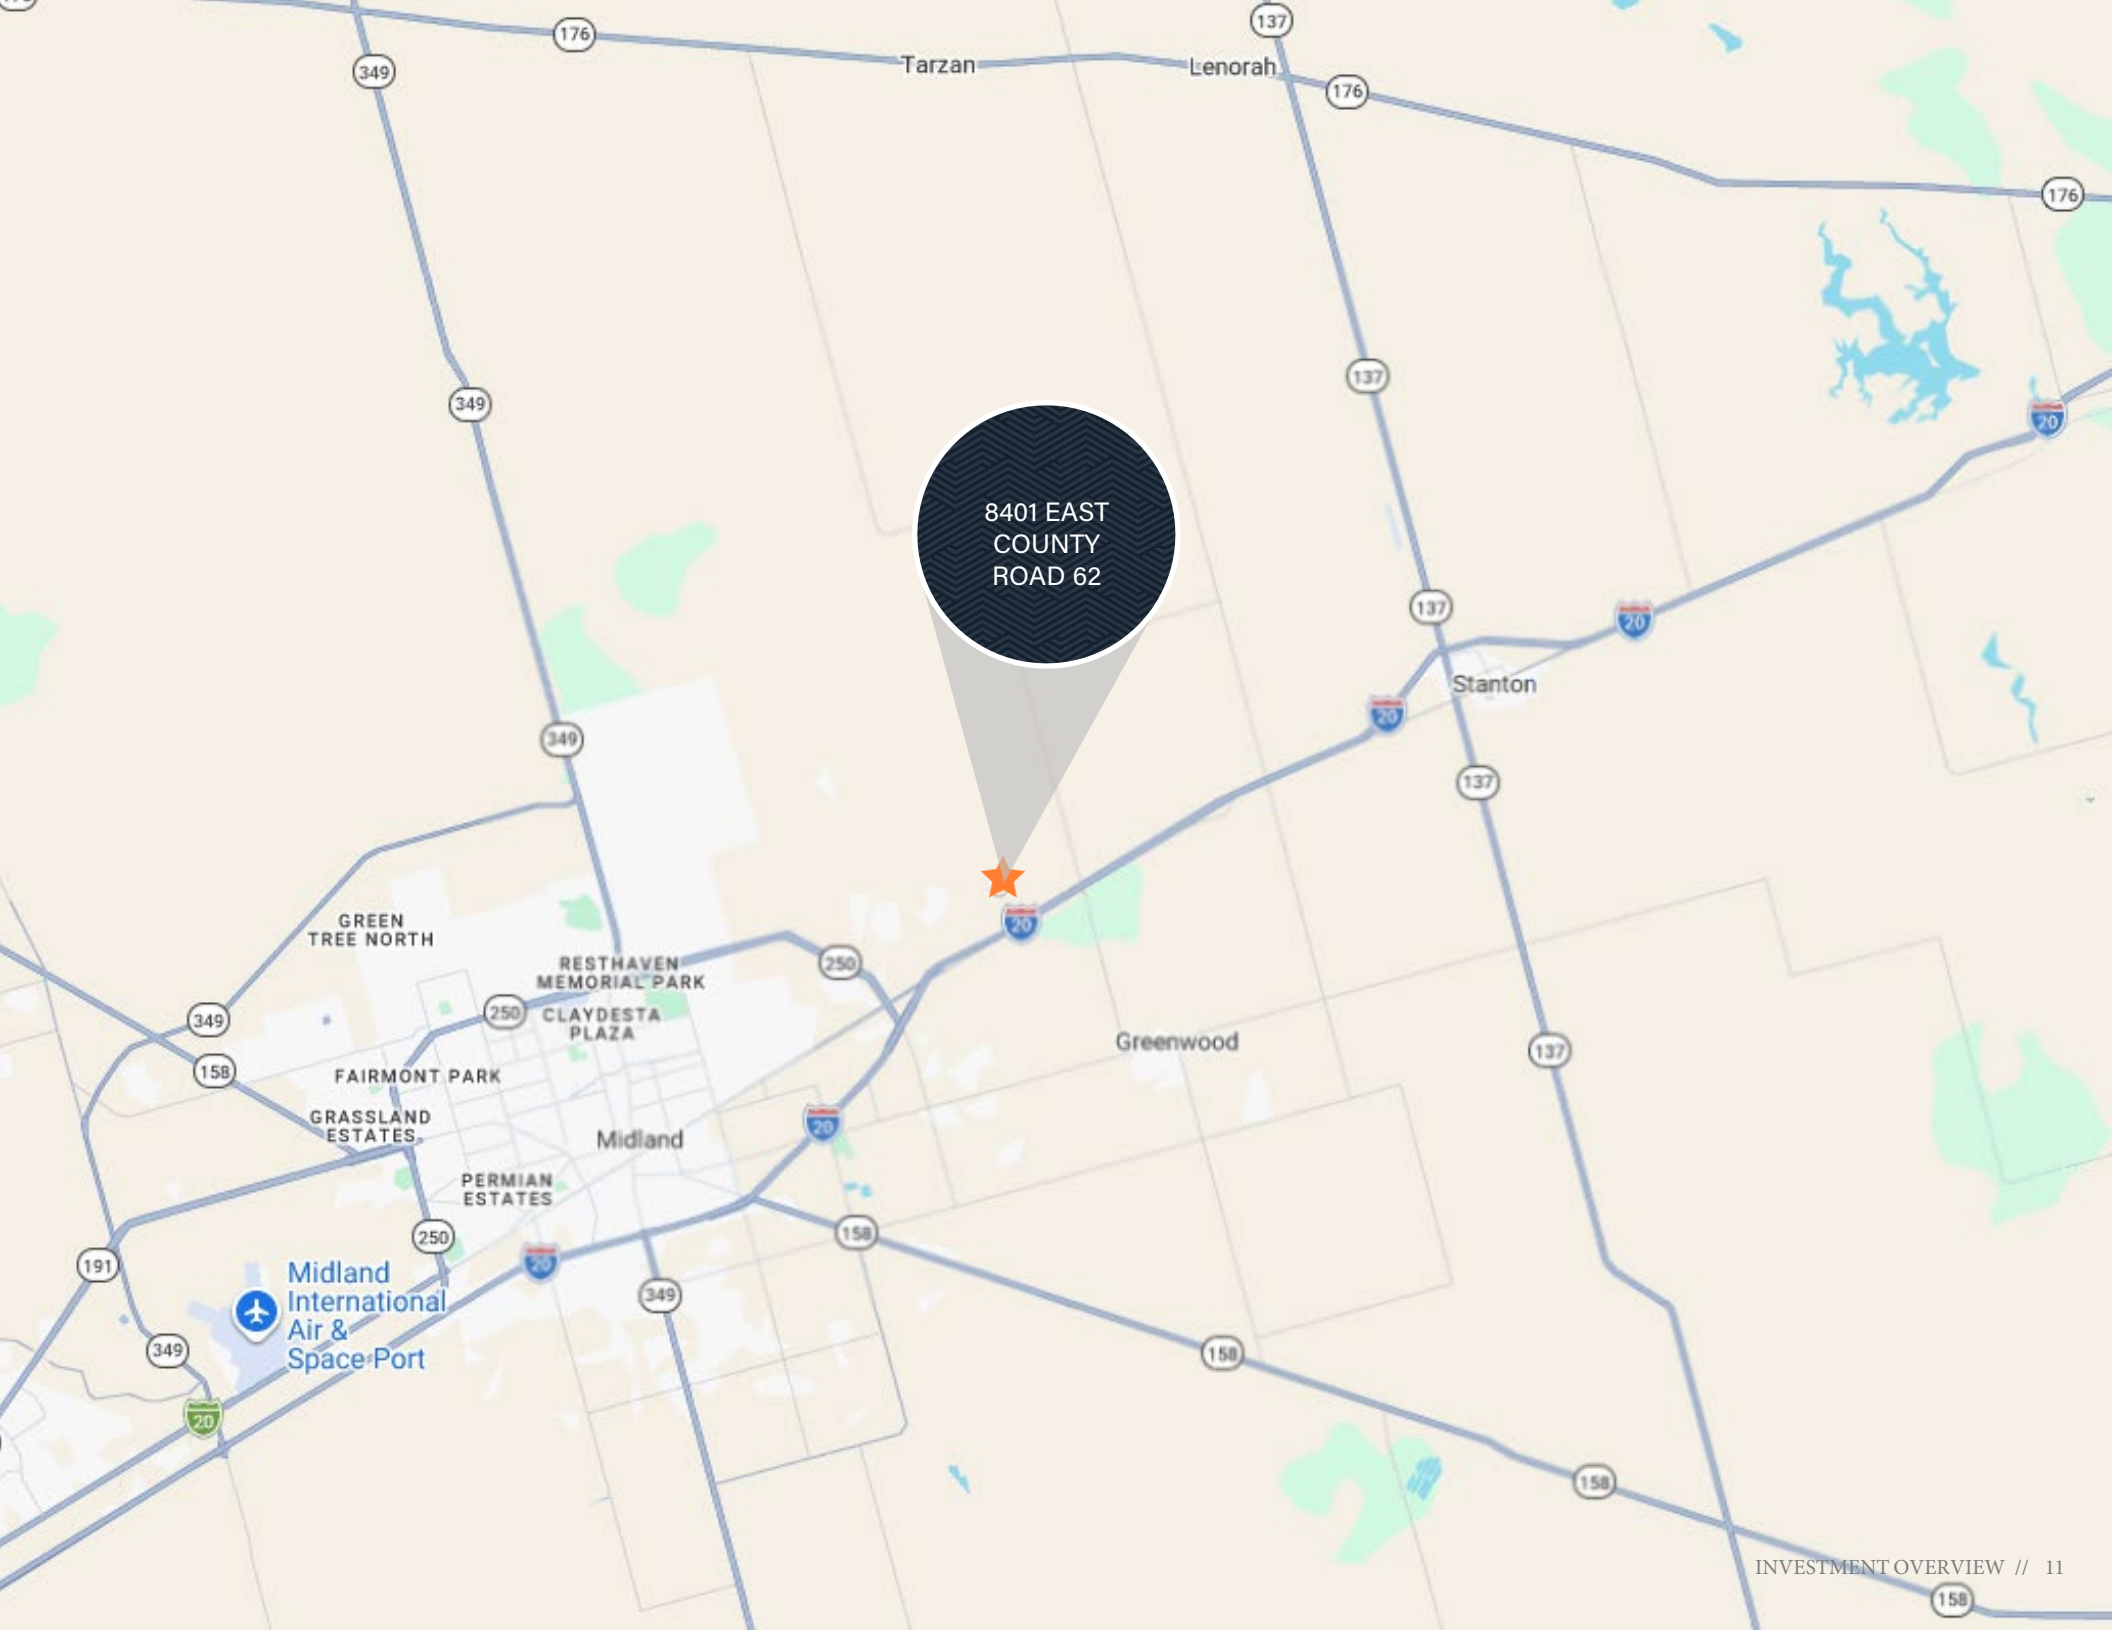 176
137
349
Tarzan
Lenorah
176
176
137
349
20
8401 EAST
COUNTY
ROAD 62
137
20
Stanton
20
349
137
GREEN
TREE NORTH
20
250
RESTHAVEN
MEMORIAL PARK
250
CLAYDESTA
PLAZA
349
Greenwood
137
158
FAIRMONT PARK
GRASSLAND
ESTATES
20
Midland
PERMIAN
ESTATES
250
158
191
20
Midland
International
Air &
Space Port
349
349
158
20
158
INVESTMENT OVERVIEW // 11
158